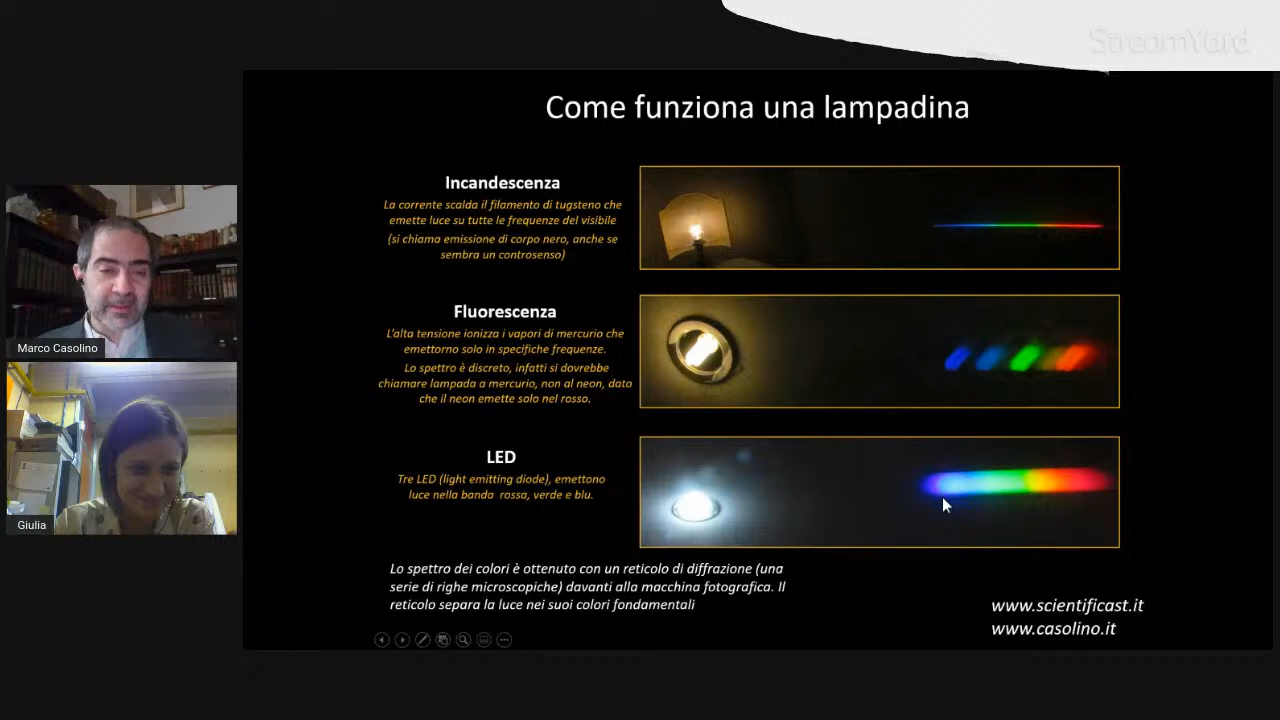 StreamYard
Come funziona una lampadina
Incandescenza
La corrente scalda il filamento di tugsteno che
emette luce su tutte le frequenze del visibile
(si chiama emissione di corpo nero, anche se
sembra un controsenso)
Fluorescenza
L'alta tensione ionizza i vapori di mercurio che
emettorno solo in specifiche frequenze.
Lo spettro è discreto, infatti si dovrebbe
chiamare lampada a mercurio, non al neon, dato
che il neon emette solo nel rosso.
LED
Tre LED (light emitting diode), emettono
luce nella banda rossa, verde e blu.
Lo spettro dei colori è ottenuto con un reticolo di diffrazione (una
serie di righe microscopiche) davanti alla macchina fotografica. Il
reticolo separa la luce nei suoi colori fondamentali
www.scientificast.it
www.casolino.it
Marco Casolino
Giulia